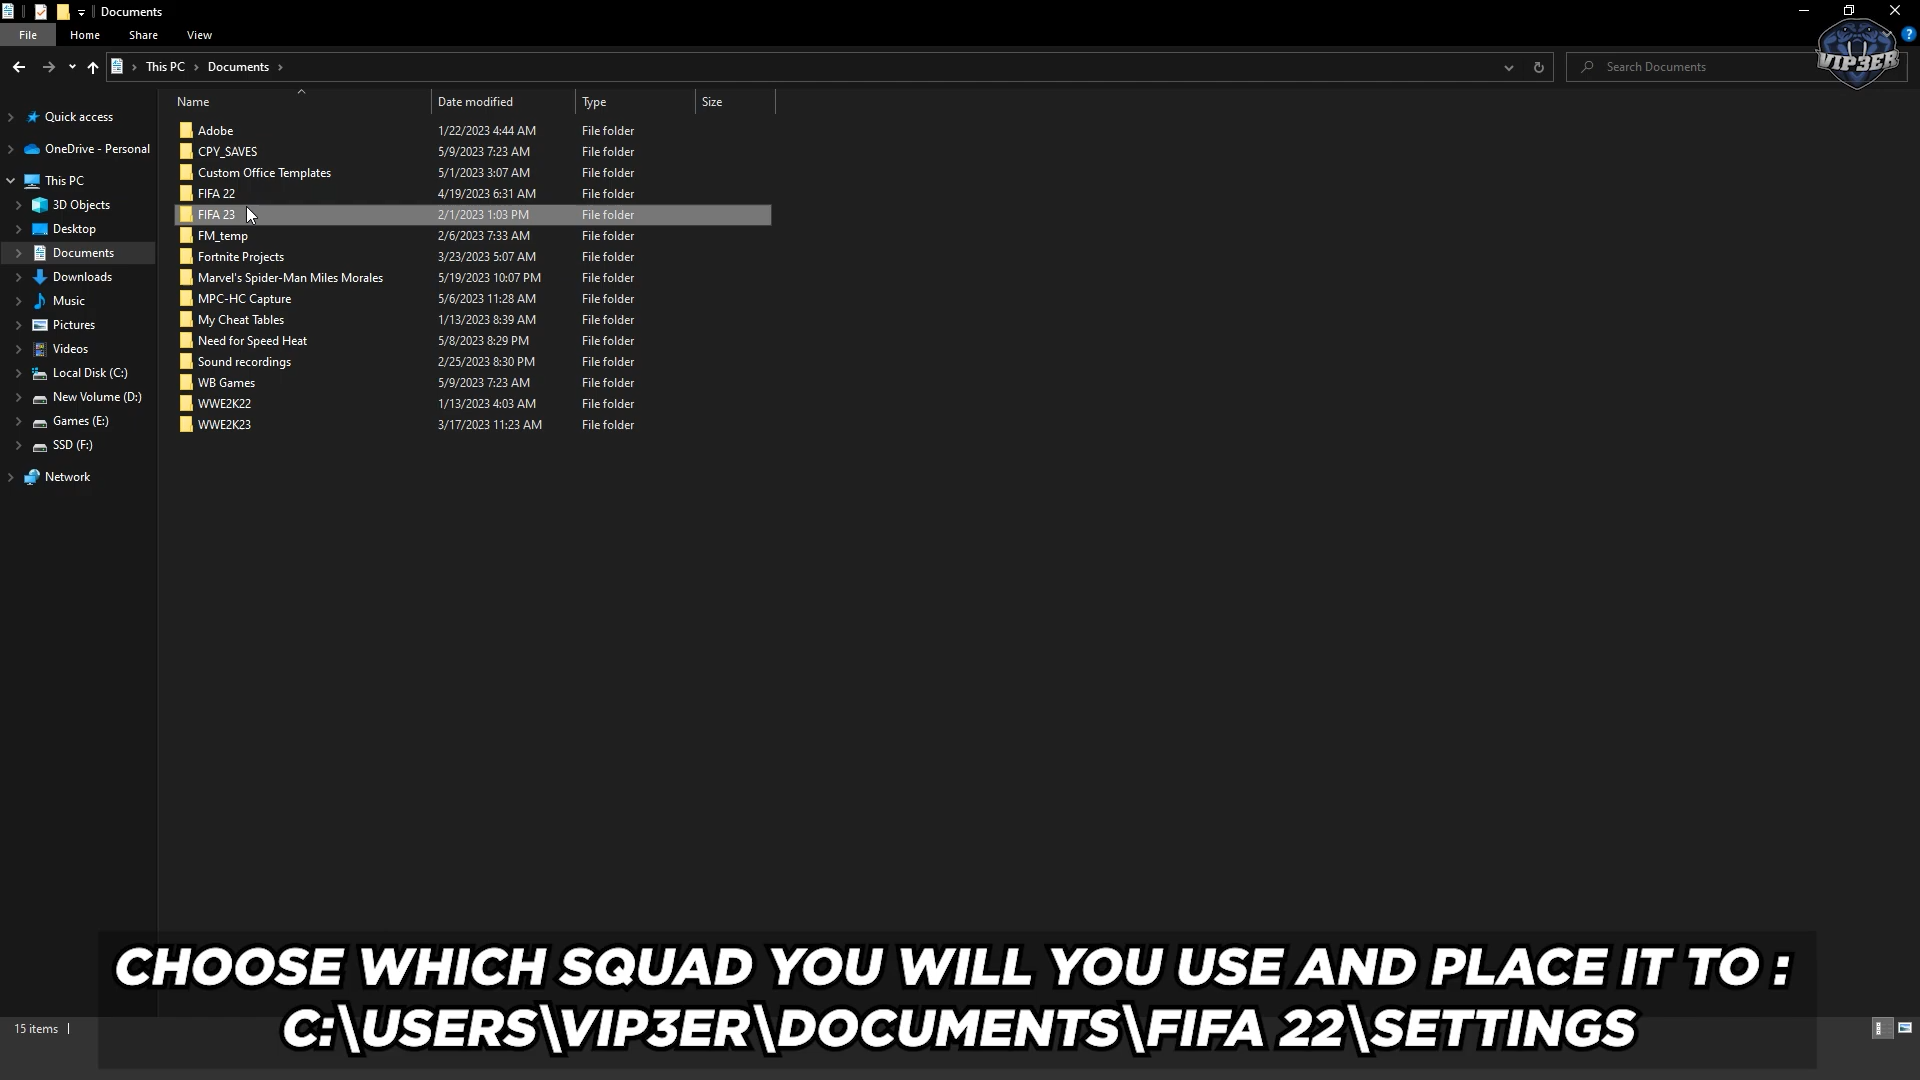 Documents
File Home Share View
This PC Documents
Search Documents
VIP3ER
?
Name Date modified Type Size
Quick access
OneDrive - Personal
This PC
3D Objects
Desktop
Documents
Downloads
Music
Pictures
Videos
Local Disk (C:)
New Volume (D:)
Games (E:)
SSD (F:)
Network
Adobe 1/22/2023 4:44 AM File folder
CPY_SAVES 5/9/2023 7:23 AM File folder
Custom Office Templates 5/1/2023 3:07 AM File folder
FIFA 22 4/19/2023 6:31 AM File folder
FIFA 23 2/1/2023 1:03 PM File folder
FM_temp 2/6/2023 7:33 AM File folder
Fortnite Projects 3/23/2023 5:07 AM File folder
Marvel's Spider-Man Miles Morales 5/19/2023 10:07 PM File folder
MPC-HC Capture 5/6/2023 11:28 AM File folder
My Cheat Tables 1/13/2023 8:39 AM File folder
Need for Speed Heat 5/8/2023 8:29 PM File folder
Sound recordings 2/25/2023 8:30 PM File folder
WB Games 5/9/2023 7:23 AM File folder
WWE2K22 1/13/2023 4:03 AM File folder
WWE2K23 3/17/2023 11:23 AM File folder
CHOOSE WHICH SQUAD YOU WILL YOU USE AND PLACE IT TO :
C:\USERS\VIP3ER\DOCUMENTS\FIFA 22\SETTINGS
15 items